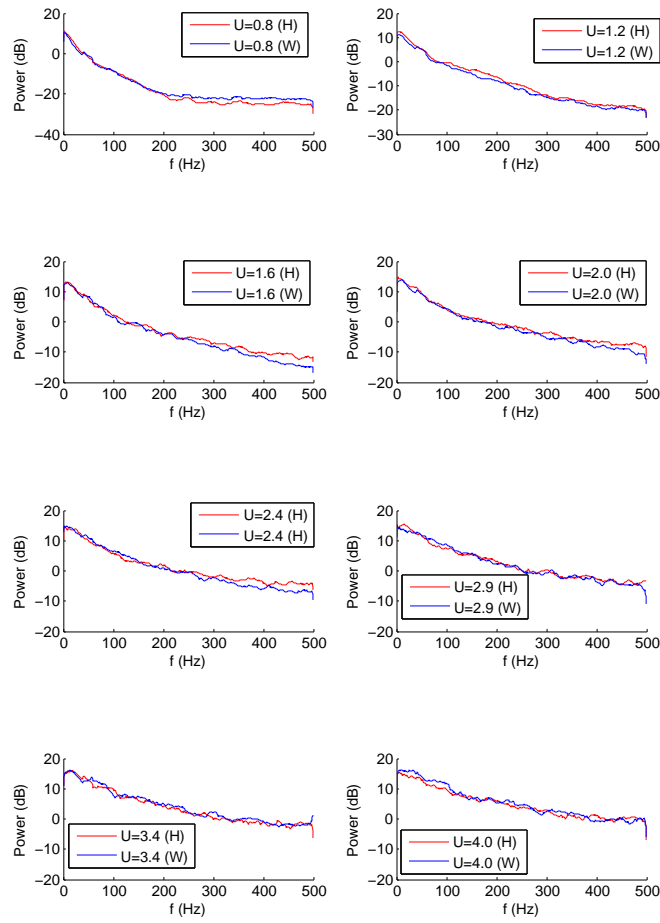 U=0.8 (H)
U=0.8 (W)
20
0
−20
−40
Power (dB)
0 100 200 300 400 500
f (Hz)
U=1.2 (H)
U=1.2 (W)
20
10
0
−10
−20
−30
Power (dB)
0 100 200 300 400 500
f (Hz)
U=1.6 (H)
U=1.6 (W)
20
10
0
−10
−20
Power (dB)
0 100 200 300 400 500
f (Hz)
U=2.0 (H)
U=2.0 (W)
20
10
0
−10
−20
Power (dB)
0 100 200 300 400 500
f (Hz)
U=2.4 (H)
U=2.4 (W)
20
10
0
−10
−20
Power (dB)
0 100 200 300 400 500
f (Hz)
U=2.9 (H)
U=2.9 (W)
20
10
0
−10
−20
Power (dB)
0 100 200 300 400 500
f (Hz)
U=3.4 (H)
U=3.4 (W)
20
10
0
−10
−20
Power (dB)
0 100 200 300 400 500
f (Hz)
U=4.0 (H)
U=4.0 (W)
20
10
0
−10
−20
Power (dB)
0 100 200 300 400 500
f (Hz)